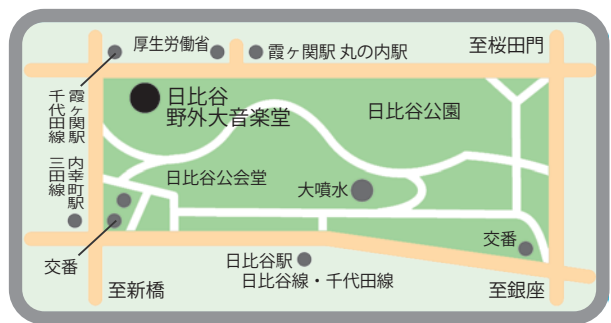 厚生労働省
霞ヶ関駅 丸の内駅
至桜田門
日比谷
野外大音楽堂
日比谷公園
霞ヶ関駅
千代田線
日比谷公会堂
大噴水
内幸町駅
三田線
交番
交番
日比谷駅
日比谷線・千代田線
至新橋
至銀座